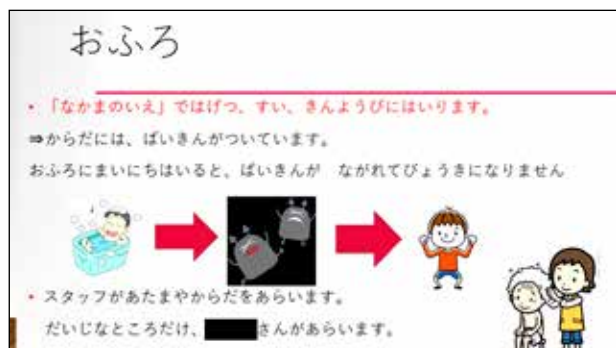 おふろ
・「なかまのいえ」ではげつ、すい、きんようびにはいります。
⇒からだには、ばいきんがついています。
おふろにまいにちはいると、ばいきんが ながれてびょうきになりません
・スタッフがあたまやからだをあらいます。
だいじなところだけ、さんがあらいます。